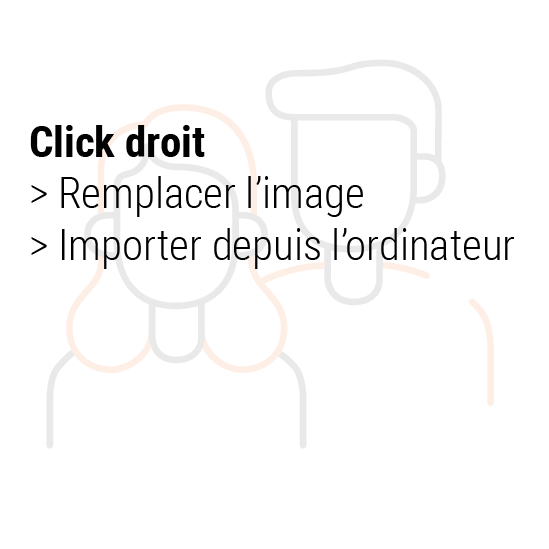 Click droit
> Remplacer l’image
> Importer depuis l’ordinateur